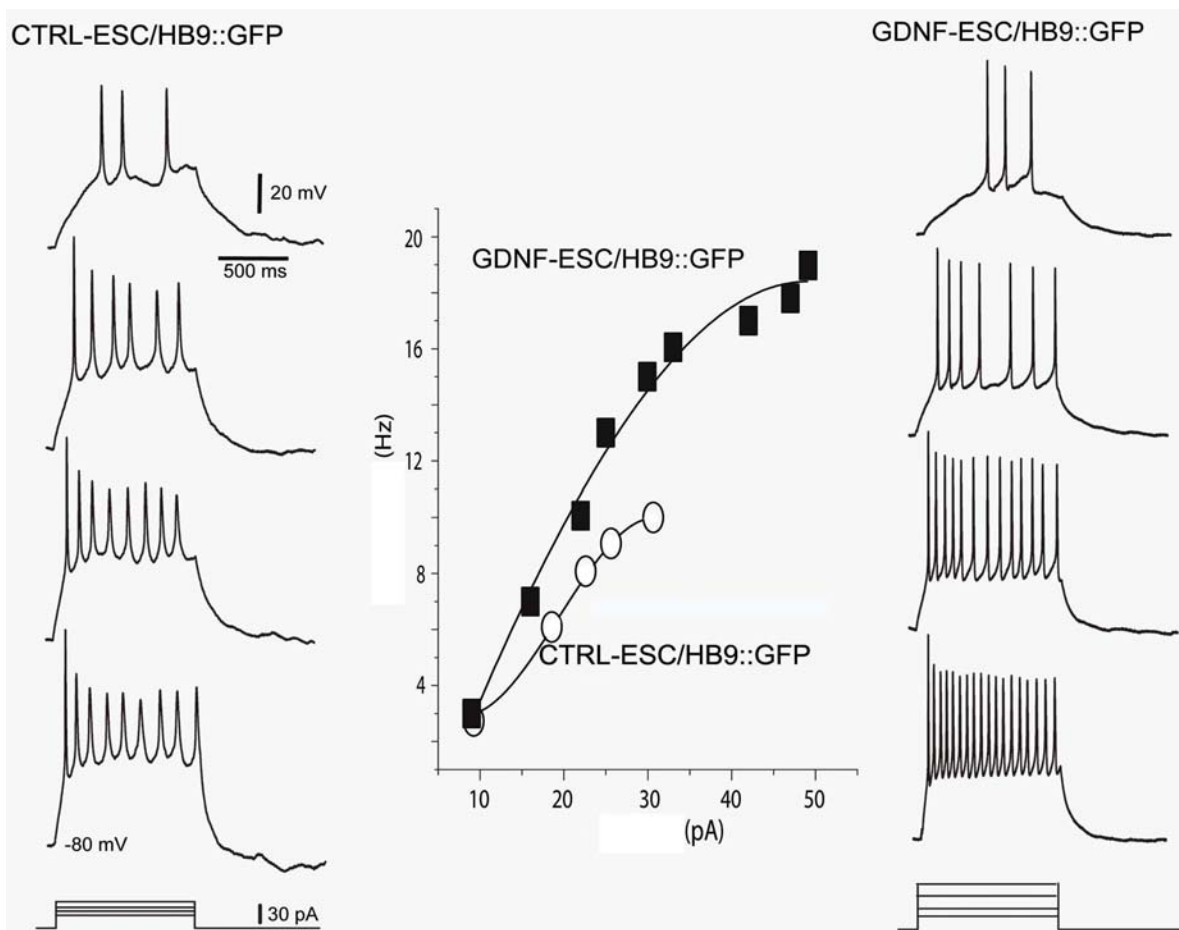 CTRL-ESC/HB9::GFP
GDNF-ESC/HB9::GFP
20 mV
500 ms
-80 mV
30 pA
20
16
12
8
4
(Hz)
GDNF-ESC/HB9::GFP
CTRL-ESC/HB9::GFP
10 20 30 40 50
(pA)